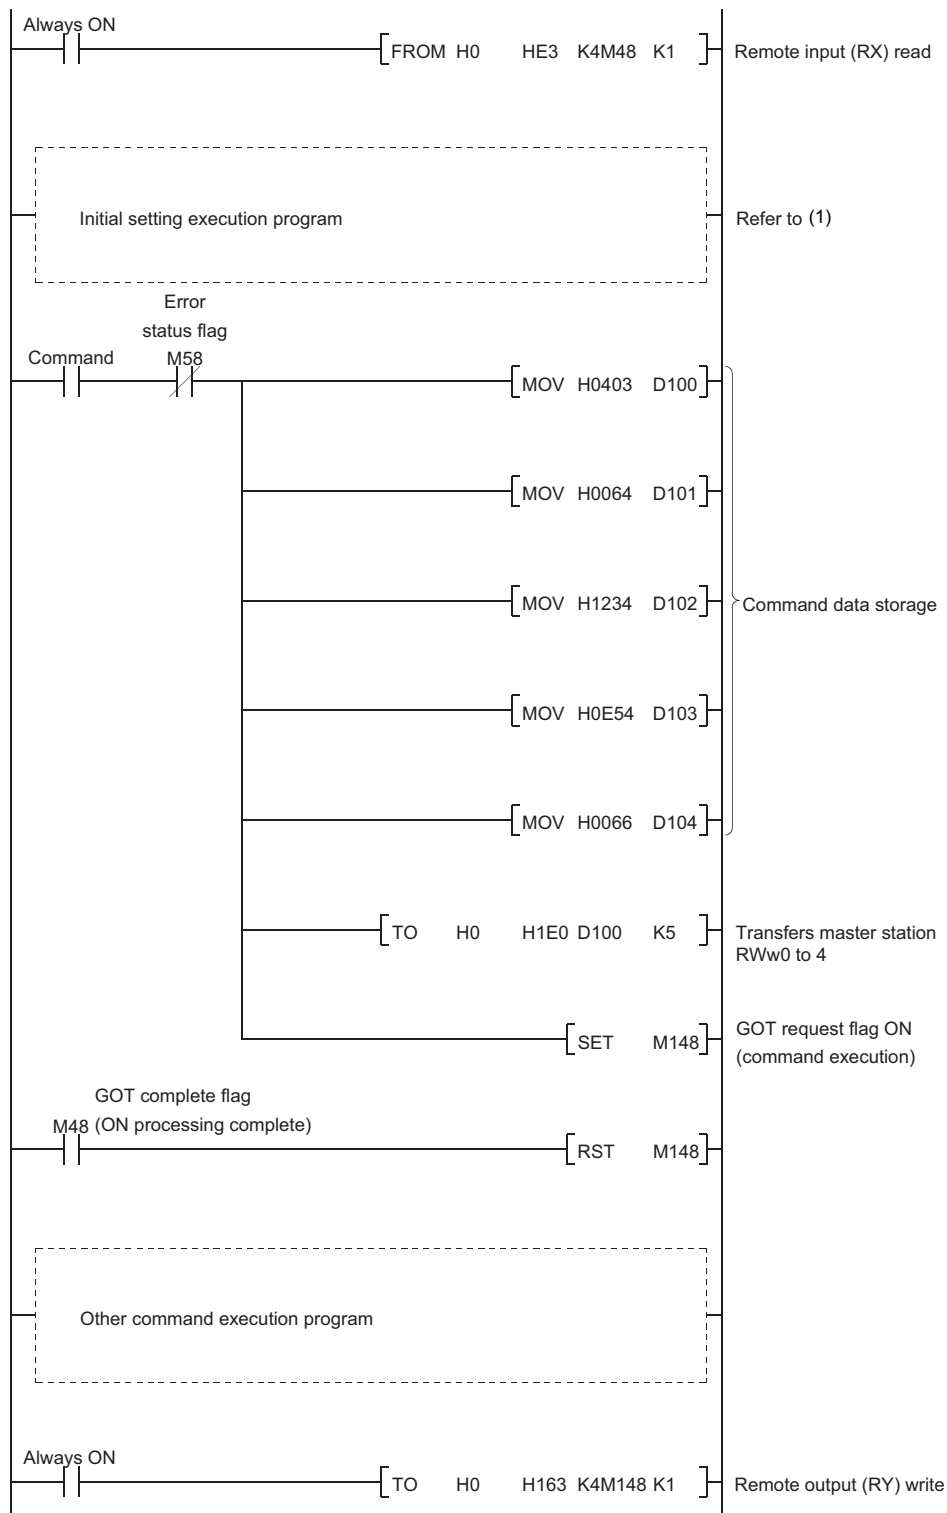 Always ON
FROM H0 HE3 K4M48 K1 Remote input (RX) read
Initial setting execution program Refer to (1)
Error
status flag
Command M58
MOV H0403 D100
MOV H0064 D101
MOV H1234 D102 Command data storage
MOV H0E54 D103
MOV H0066 D104
TO H0 H1E0 D100 K5 Transfers master station
RWw0 to 4
SET M148 GOT request flag ON
(command execution)
GOT complete flag
M48 (ON processing complete)
RST M148
Other command execution program
Always ON
TO H0 H163 K4M148 K1 Remote output (RY) write